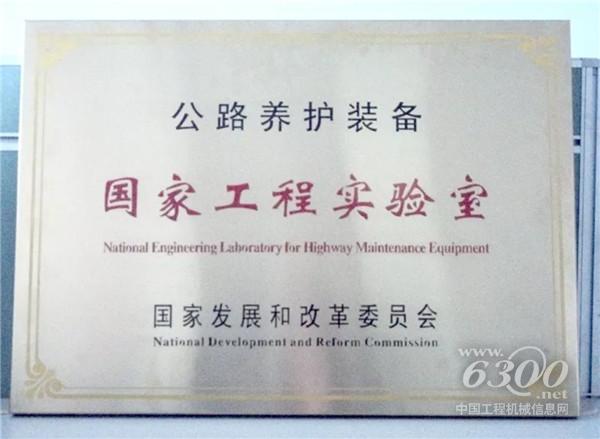 公路养护装备
国家工程实验室
National Engineering Laboratory for Highway Maintenance Equipment
国家发展和改革委员会
National Development and Reform Commission
www.
6300
.net
中国工程机械信息网